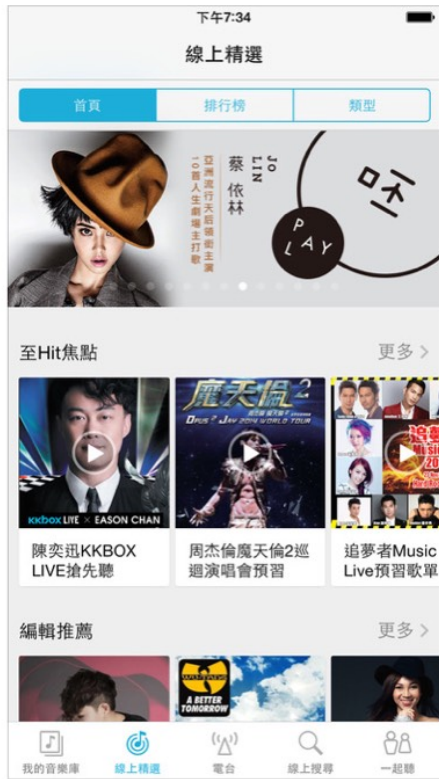 下午7:34
線上精選
首頁
排行榜
類型
JO
LIN
蔡依林
亞洲流行天后領銜主演
10首人生劇場主打歌
呸
PLAY
至Hit焦點
更多
KKBOX LIVE × EASON CHAN
魔天倫2
OPUS 2 JAY 2014 WORLD TOUR
追夢
Music
陳奕迅KKBOX
LIVE搶先聽
周杰倫魔天倫2巡
迴演唱會預習
追夢者Music
Live預習歌單
編輯推薦
更多
A BETTER
TOMORROW
我的音樂庫
線上精選
電台
線上搜尋
一起聽